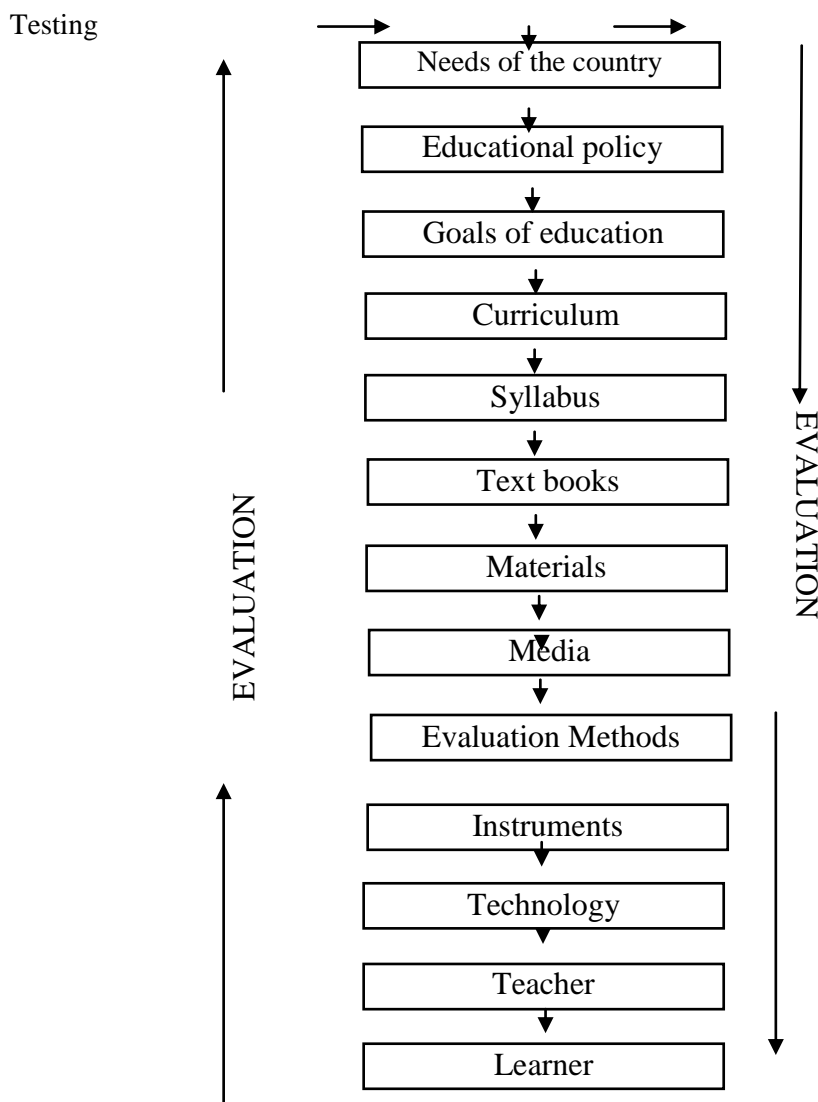 Testing
Needs of the country
Educational policy
Goals of education
Curriculum
Syllabus
Text books
Materials
Media
Evaluation Methods
Instruments
Technology
Teacher
Learner
EVALUATION
EVALUATION